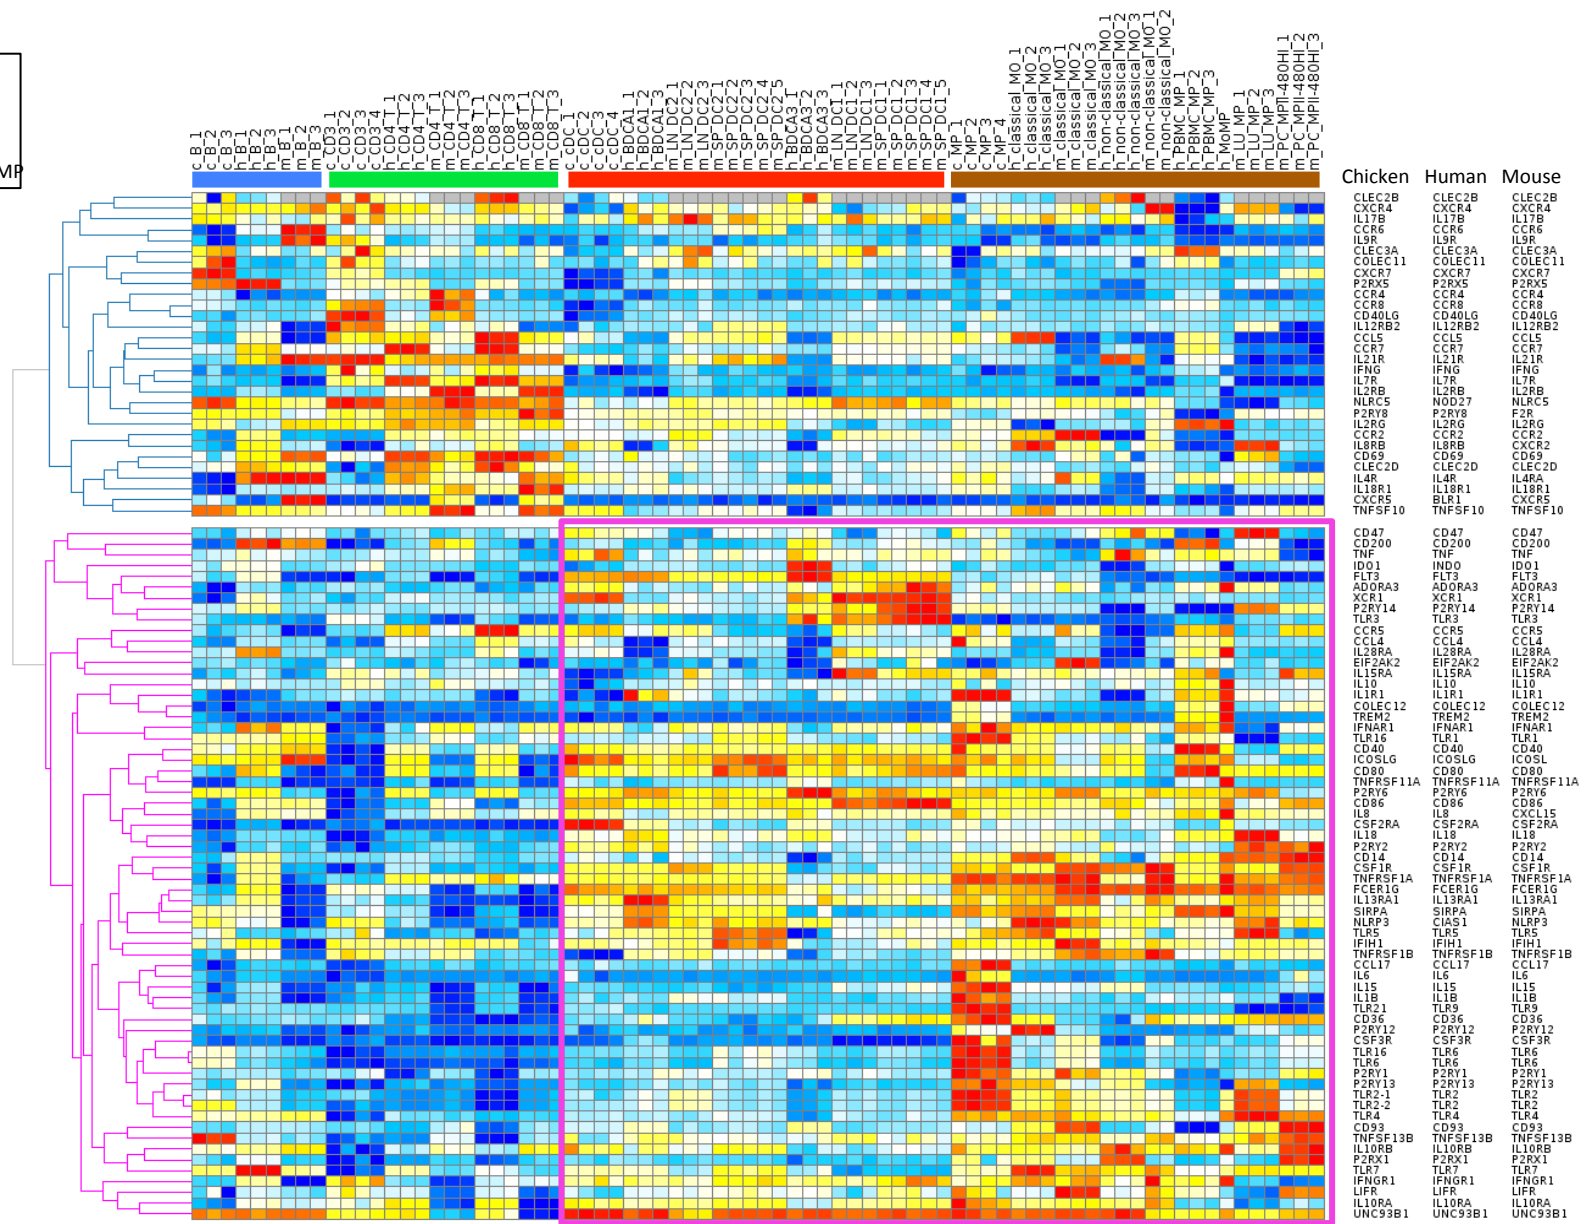 c_B_1
c_B_2
c_B_3
h_B_1
h_B_2
h_B_3
m_B_1
m_B_2
m_B_3
c_CD3_1
c_CD3_2
c_CD3_3
c_CD3_4
h_CD4_T_1
h_CD4_T_2
h_CD4_T_3
m_CD4_T_1
m_CD4_T_2
m_CD4_T_3
h_CD8_T_1
h_CD8_T_2
h_CD8_T_3
m_CD8_T_1
m_CD8_T_2
m_CD8_T_3
c_cDC_1
c_cDC_2
c_cDC_3
c_cDC_4
h_BDCA1_1
h_BDCA1_2
h_BDCA1_3
m_LN_DC2_1
m_LN_DC2_2
m_LN_DC2_3
m_SP_DC2_1
m_SP_DC2_2
m_SP_DC2_3
m_SP_DC2_4
m_SP_DC2_5
h_BDCA3_1
h_BDCA3_2
h_BDCA3_3
m_LN_DC1_1
m_LN_DC1_2
m_LN_DC1_3
m_SP_DC1_1
m_SP_DC1_2
m_SP_DC1_3
m_SP_DC1_4
m_SP_DC1_5
c_MP_1
c_MP_2
c_MP_3
c_MP_4
h_classical_MO_1
h_classical_MO_2
h_classical_MO_3
m_classical_MO_1
m_classical_MO_2
m_classical_MO_3
h_non-classical_MO_1
h_non-classical_MO_2
h_non-classical_MO_3
m_non-classical_MO_1
m_non-classical_MO_2
h_PBMC_MP_1
h_PBMC_MP_2
h_PBMC_MP_3
h_MoMP
m_LU_MP_1
m_LU_MP_2
m_LU_MP_3
m_PC_MPII-480HI_1
m_PC_MPII-480HI_2
m_PC_MPII-480HI_3
MP
Chicken Human Mouse
CLEC2B CLEC2B CLEC2B
CXCR4 CXCR4 CXCR4
IL17B IL17B IL17B
CCR6 CCR6 CCR6
IL9R IL9R IL9R
CLEC3A CLEC3A CLEC3A
COLEC11 COLEC11 COLEC11
CXCR7 CXCR7 CXCR7
P2RX5 P2RX5 P2RX5
CCR4 CCR4 CCR4
CCR8 CCR8 CCR8
CD40LG CD40LG CD40LG
IL12RB2 IL12RB2 IL12RB2
CCL5 CCL5 CCL5
CCR7 CCR7 CCR7
IL21R IL21R IL21R
IFNG IFNG IFNG
IL7R IL7R IL7R
IL2RB IL2RB IL2RB
NLRC5 NOD27 NLRC5
P2RY8 P2RY8 F2R
IL2RG IL2RG IL2RG
CCR2 CCR2 CCR2
IL8RB IL8RB CXCR2
CD69 CD69 CD69
CLEC2D CLEC2D CLEC2D
IL4R IL4R IL4RA
IL18R1 IL18R1 IL18R1
CXCR5 BLR1 CXCR5
TNFSF10 TNFSF10 TNFSF10
CD47 CD47 CD47
CD200 CD200 CD200
TNF TNF TNF
IDO1 INDO IDO1
FLT3 FLT3 FLT3
ADORA3 ADORA3 ADORA3
XCR1 XCR1 XCR1
P2RY14 P2RY14 P2RY14
TLR3 TLR3 TLR3
CCR5 CCR5 CCR5
CCL4 CCL4 CCL4
IL28RA IL28RA IL28RA
EIF2AK2 EIF2AK2 EIF2AK2
IL15RA IL15RA IL15RA
IL10 IL10 IL10
IL1R1 IL1R1 IL1R1
COLEC12 COLEC12 COLEC12
TREM2 TREM2 TREM2
IFNAR1 IFNAR1 IFNAR1
TLR16 TLR1 TLR1
CD40 CD40 CD40
ICOSLG ICOSLG ICOSL
CD80 CD80 CD80
TNFRSF11A TNFRSF11A TNFRSF11A
P2RY6 P2RY6 P2RY6
CD86 CD86 CD86
IL8 IL8 CXCL15
CSF2RA CSF2RA CSF2RA
IL18 IL18 IL18
P2RY2 P2RY2 P2RY2
CD14 CD14 CD14
CSF1R CSF1R CSF1R
TNFRSF1A TNFRSF1A TNFRSF1A
FCER1G FCER1G FCER1G
IL13RA1 IL13RA1 IL13RA1
SIRPA SIRPA SIRPA
NLRP3 CIAS1 NLRP3
TLR5 TLR5 TLR5
IFIH1 IFIH1 IFIH1
TNFRSF1B TNFRSF1B TNFRSF1B
CCL17 CCL17 CCL17
IL6 IL6 IL6
IL15 IL15 IL15
IL1B IL1B IL1B
TLR21 TLR9 TLR9
CD36 CD36 CD36
P2RY12 P2RY12 P2RY12
CSF3R CSF3R CSF3R
TLR16 TLR6 TLR6
TLR6 TLR6 TLR6
P2RY1 P2RY1 P2RY1
P2RY13 P2RY13 P2RY13
TLR2-1 TLR2 TLR2
TLR2-2 TLR2 TLR2
TLR4 TLR4 TLR4
CD93 CD93 CD93
TNFSF13B TNFSF13B TNFSF13B
IL10RB IL10RB IL10RB
P2RX1 P2RX1 P2RX1
TLR7 TLR7 TLR7
IFNGR1 IFNGR1 IFNGR1
LIFR LIFR LIFR
IL10RA IL10RA IL10RA
UNC93B1 UNC93B1 UNC93B1